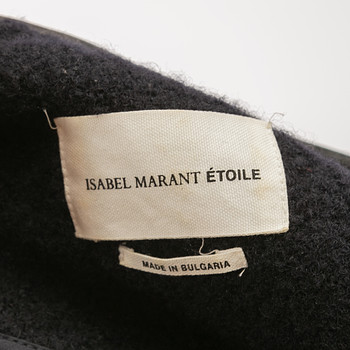 ISABEL MARANT ÉTOILE
MADE IN BULGARIA